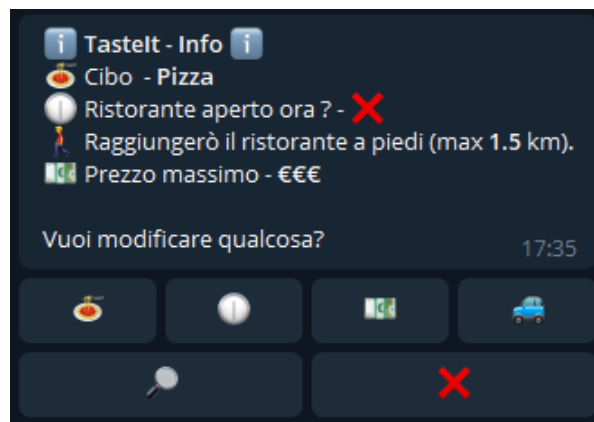 ℹ️ TasteIt - Info ℹ️
🍝 Cibo - Pizza
🕧 Ristorante aperto ora ? - ❌
🚶 Raggiungerò il ristorante a piedi (max 1.5 km).
💶 Prezzo massimo - €€€
Vuoi modificare qualcosa?
17:35